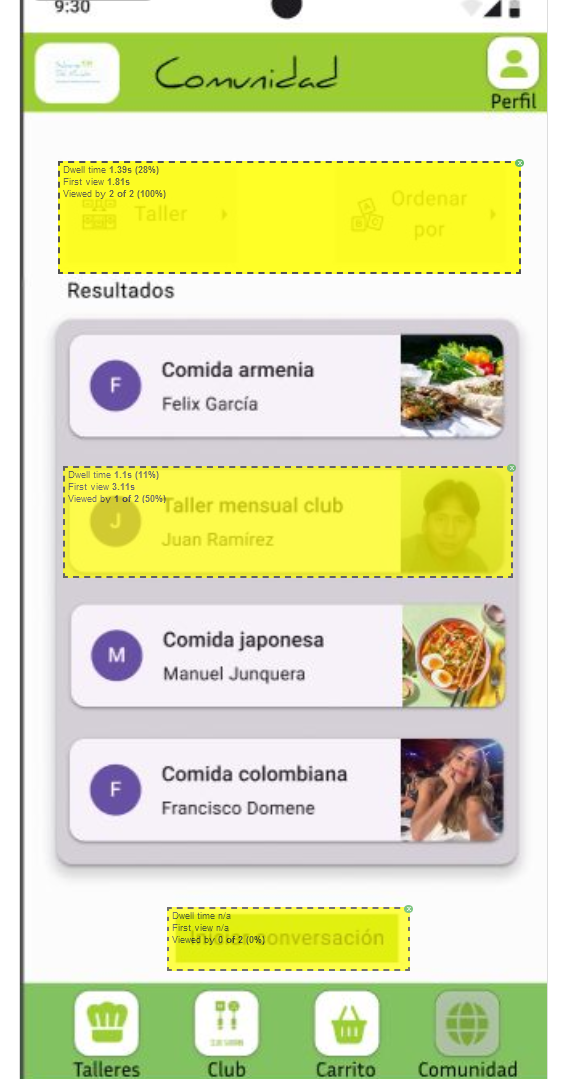 9:30
Comunidad
Perfil
Dwell time 1.39s (28%)
First view 1.81s
Viewed by 2 of 2 (100%)
Taller
Ordenar
por
A
B C
Resultados
F
Comida armenia
Felix García
Dwell time 1.1s (11%)
First view 3.11s
Viewed by 1 of 2 (50%)
J
Taller mensual club
Juan Ramírez
M
Comida japonesa
Manuel Junquera
F
Comida colombiana
Francisco Domene
Dwell time n/a
First view n/a
Viewed by 0 of 2 (0%)
Iniciar conversación
Talleres
Club
Carrito
Comunidad